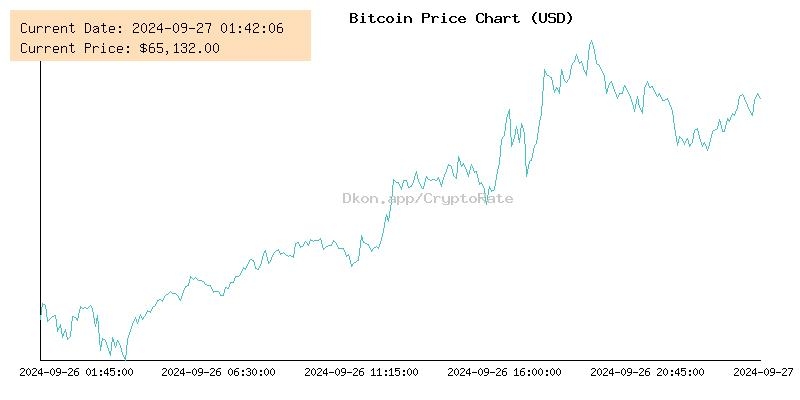 Bitcoin Price Chart (USD)
Current Date: 2024-09-27 01:42:06
Current Price: $65,132.00
Dkon.app/CryptoRate
2024-09-26 01:45:00 2024-09-26 06:30:00 2024-09-26 11:15:00 2024-09-26 16:00:00 2024-09-26 20:45:00 2024-09-27